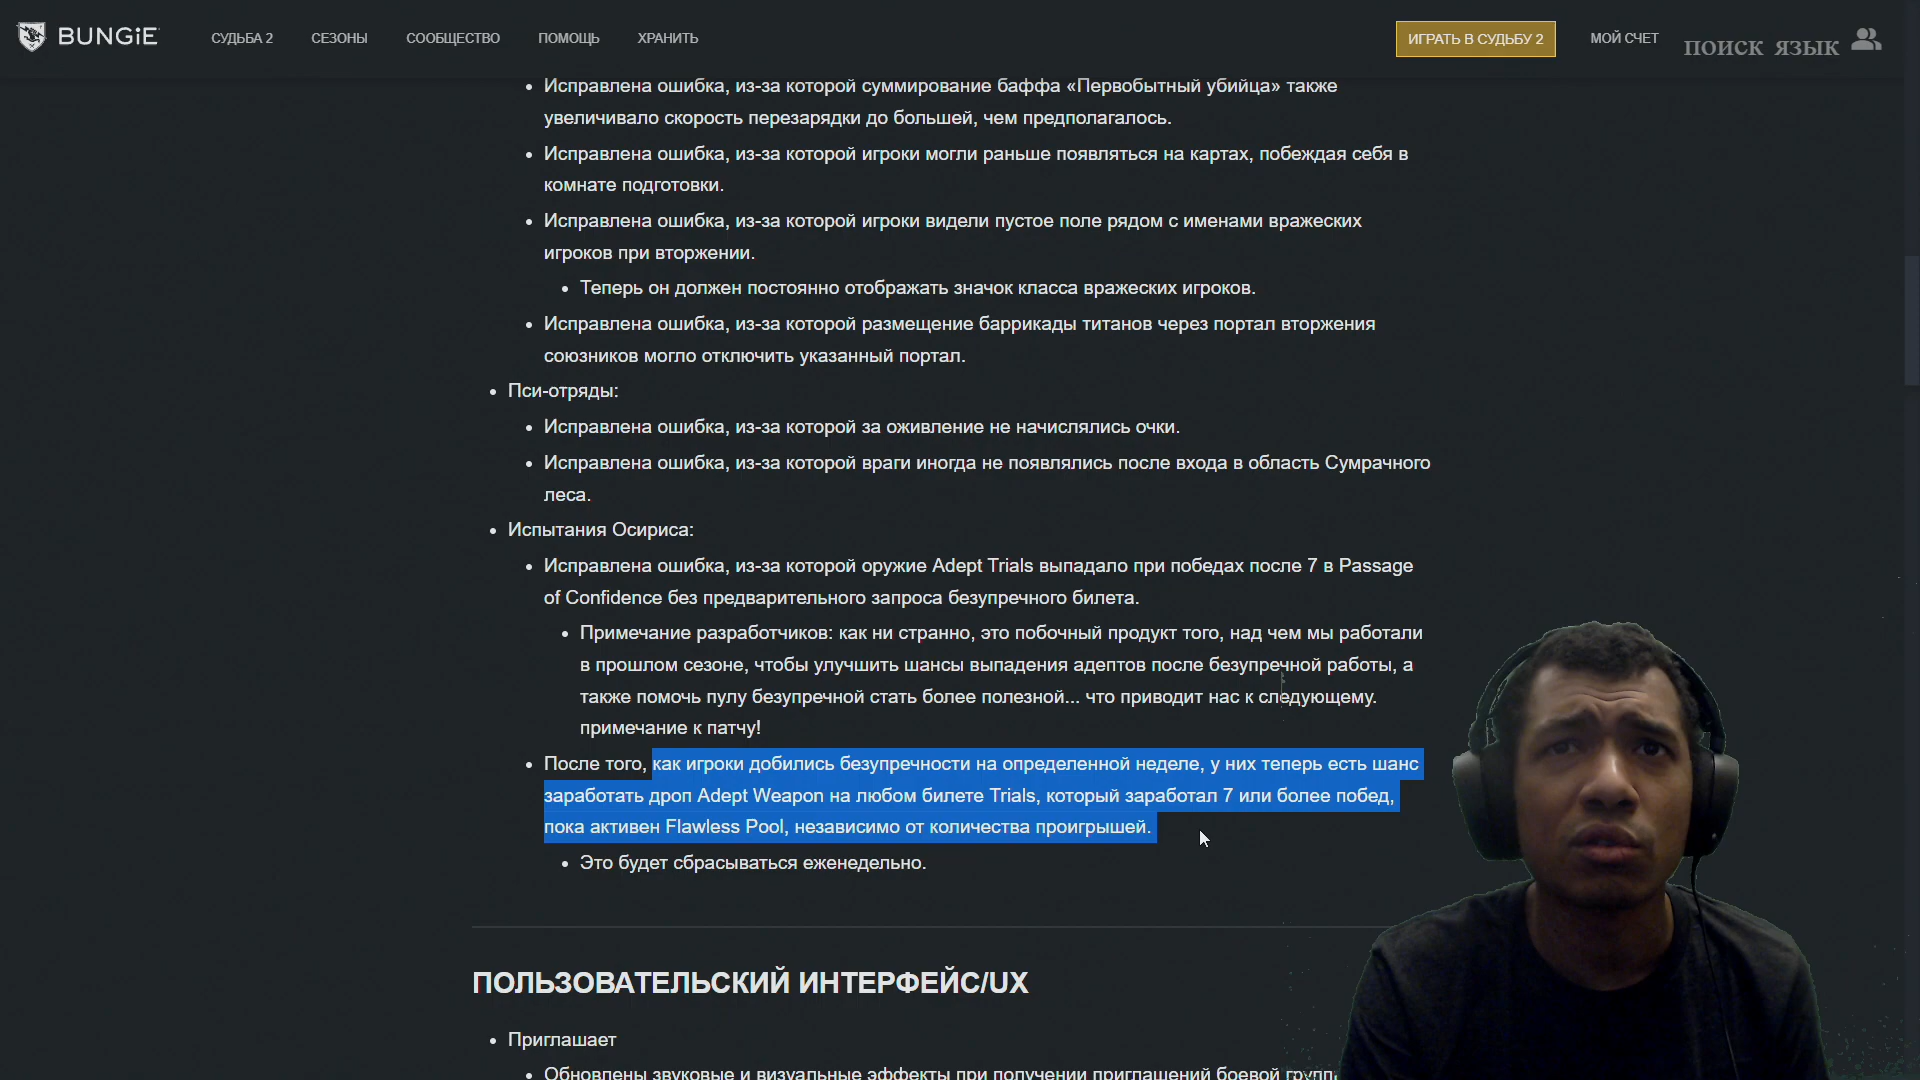 BUNGiE
СУДЬБА 2
СЕЗОНЫ
СООБЩЕСТВО
ПОМОЩЬ
ХРАНИТЬ
ИГРАТЬ В СУДЬБУ 2
МОЙ СЧЕТ
ПОИСК ЯЗЫК
Исправлена ошибка, из-за которой суммирование баффа «Первобытный убийца» также
увеличивало скорость перезарядки до большей, чем предполагалось.
Исправлена ошибка, из-за которой игроки могли раньше появляться на картах, побеждая себя в
комнате подготовки.
Исправлена ошибка, из-за которой игроки видели пустое поле рядом с именами вражеских
игроков при вторжении.
Теперь он должен постоянно отображать значок класса вражеских игроков.
Исправлена ошибка, из-за которой размещение баррикады титанов через портал вторжения
союзников могло отключить указанный портал.
Пси-отряды:
Исправлена ошибка, из-за которой за оживление не начислялись очки.
Исправлена ошибка, из-за которой враги иногда не появлялись после входа в область Сумрачного
леса.
Испытания Осириса:
Исправлена ошибка, из-за которой оружие Adept Trials выпадало при победах после 7 в Passage
of Confidence без предварительного запроса безупречного билета.
Примечание разработчиков: как ни странно, это побочный продукт того, над чем мы работали
в прошлом сезоне, чтобы улучшить шансы выпадения адептов после безупречной работы, а
также помочь пулу безупречной стать более полезной... что приводит нас к следующему.
примечание к патчу!
После того, как игроки добились безупречности на определенной неделе, у них теперь есть шанс
заработать дроп Adept Weapon на любом билете Trials, который заработал 7 или более побед,
пока активен Flawless Pool, независимо от количества проигрышей.
Это будет сбрасываться еженедельно.
ПОЛЬЗОВАТЕЛЬСКИЙ ИНТЕРФЕЙС/UX
Приглашает
Обновлены звуковые и визуальные эффекты при получении приглашений боевой